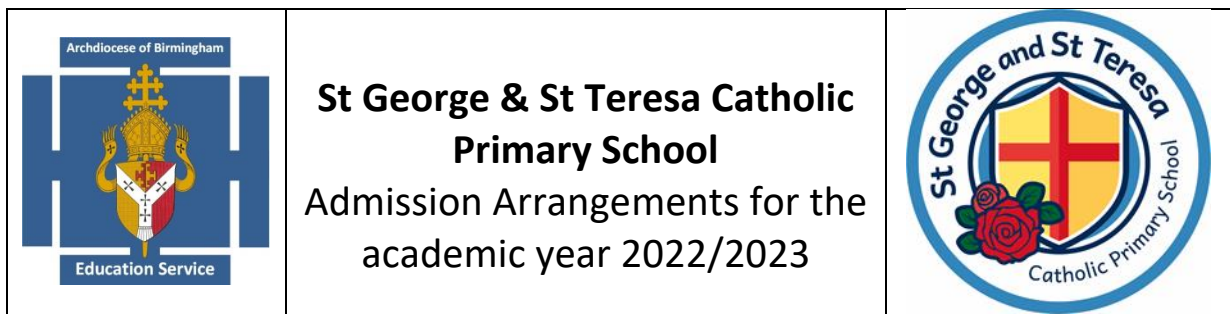 Archdiocese of Birmingham
Education Service
St George & St Teresa Catholic
Primary School
Admission Arrangements for the
academic year 2022/2023
St George and St Teresa
Catholic Primary School